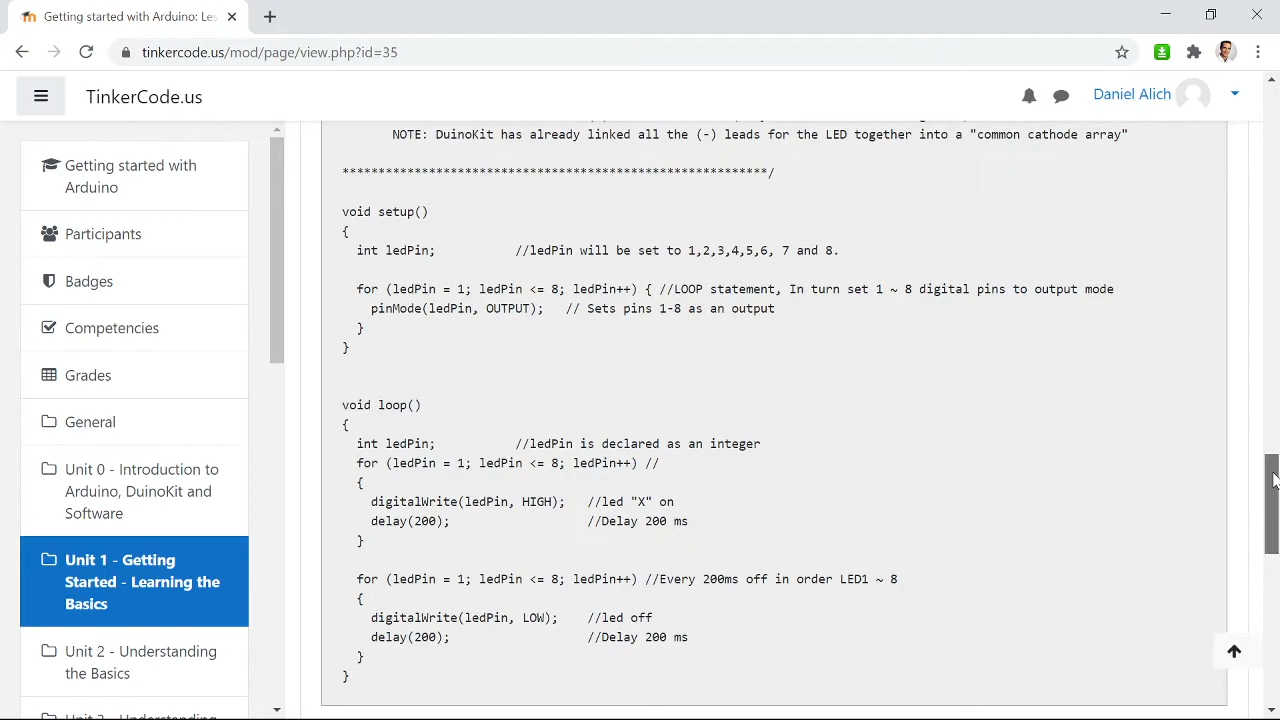 Getting started with Arduino: Les
tinkercode.us/mod/page/view.php?id=35
TinkerCode.us
Daniel Alich
Getting started with
Arduino
Participants
Badges
Competencies
Grades
General
Unit 0 - Introduction to
Arduino, DuinoKit and
Software
Unit 1 - Getting
Started - Learning the
Basics
Unit 2 - Understanding
the Basics
NOTE: DuinoKit has already linked all the (-) leads for the LED together into a "common cathode array"
***********************************************************/
void setup()
{
int ledPin; //ledPin will be set to 1,2,3,4,5,6, 7 and 8.
for (ledPin = 1; ledPin <= 8; ledPin++) { //LOOP statement, In turn set 1 ~ 8 digital pins to output mode
pinMode(ledPin, OUTPUT); // Sets pins 1-8 as an output
}
}
void loop()
{
int ledPin; //ledPin is declared as an integer
for (ledPin = 1; ledPin <= 8; ledPin++) //
{
digitalWrite(ledPin, HIGH); //led "X" on
delay(200); //Delay 200 ms
}
for (ledPin = 1; ledPin <= 8; ledPin++) //Every 200ms off in order LED1 ~ 8
{
digitalWrite(ledPin, LOW); //led off
delay(200); //Delay 200 ms
}
}